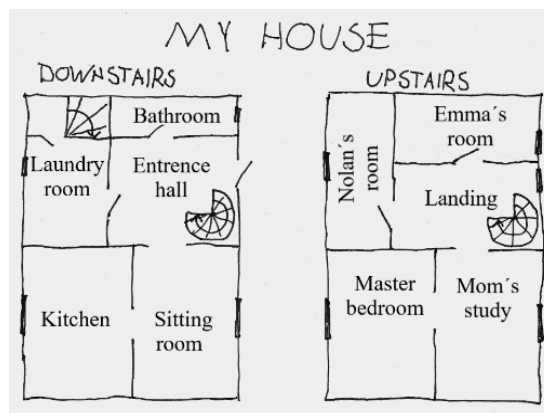 MY HOUSE
DOWNSTAIRS
UPSTAIRS
Bathroom
Laundry
room
Entrence
hall
Kitchen
Sitting
room
Nolan´s
room
Emma´s
room
Landing
Master
bedroom
Mom´s
study